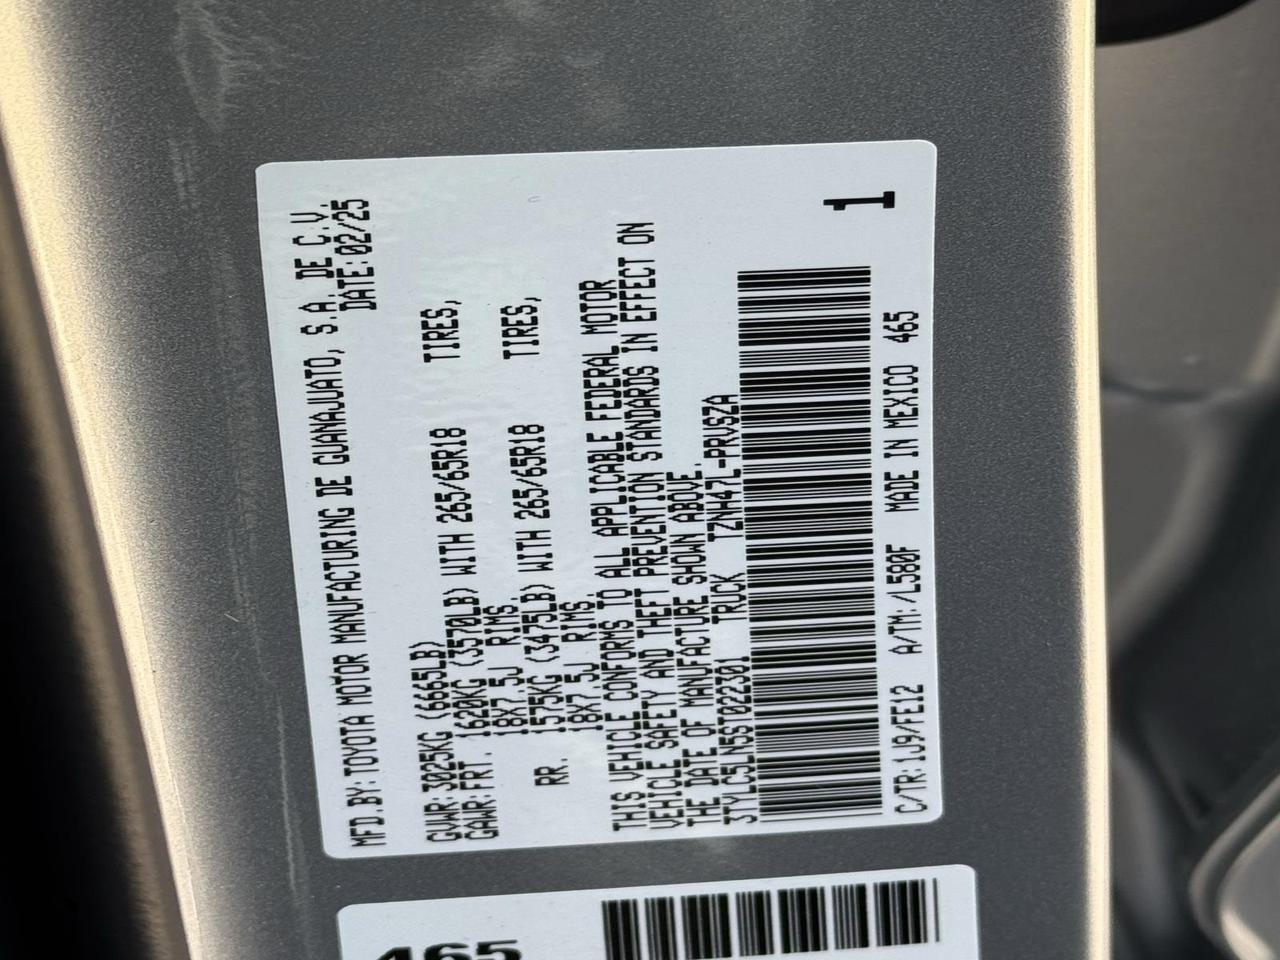 MFD.BY:TOYOTA MOTOR MANUFACTURING DE GUANAJUATO, S.A. DE C.V.
DATE:02/25
GVWR:3025KG (6665LB)
GAWR:FRT. 1620KG (3570LB) WITH 265/65R18 TIRES,
18X7.5J RIMS.
RR. 1575KG (3475LB) WITH 265/65R18 TIRES,
18X7.5J RIMS.
THIS VEHICLE CONFORMS TO ALL APPLICABLE FEDERAL MOTOR
VEHICLE SAFETY AND THEFT PREVENTION STANDARDS IN EFFECT ON
THE DATE OF MANUFACTURE SHOWN ABOVE.
3TYLC5LN5ST022301 TRUCK TZNA47L-PRVSZA
1
C/TR:1J9/FE12 A/TM:/L580F MADE IN MEXICO 465
465